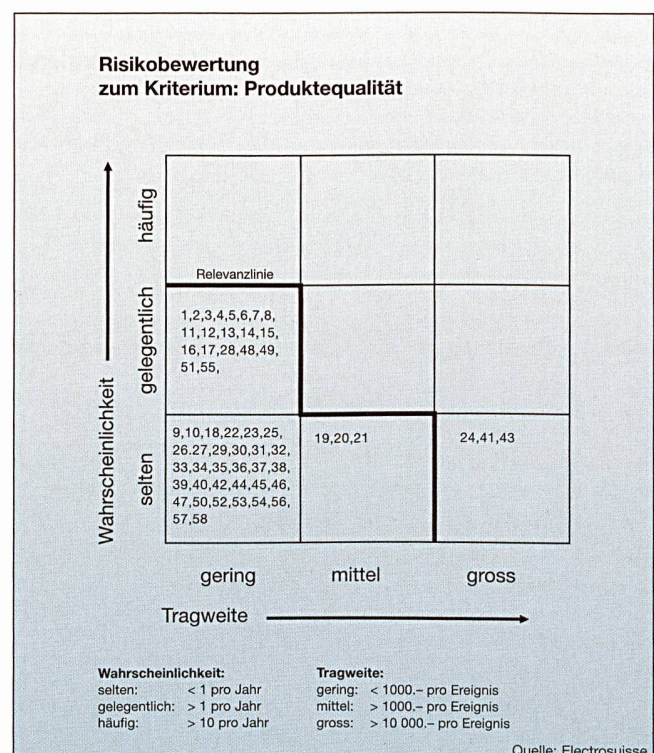 Risikobewertung
zum Kriterium: Produktequalität
häufig
Relevanzlinie
gelegentlich
1,2,3,4,5,6,7,8,
11,12,13,14,15,
16,17,28,48,49,
51,55,
Wahrscheinlichkeit
selten
9,10,18,22,23,25,
26.27,29,30,31,32,
33,34,35,36,37,38,
39,40,42,44,45,46,
47,50,52,53,54,56,
57,58
19,20,21
24,41,43
gering mittel gross
Tragweite
Wahrscheinlichkeit:
selten: < 1 pro Jahr
gelegentlich: > 1 pro Jahr
häufig: > 10 pro Jahr
Tragweite:
gering: < 1000.– pro Ereignis
mittel: > 1000.– pro Ereignis
gross: > 10 000.– pro Ereignis
Quelle: Electrosuisse